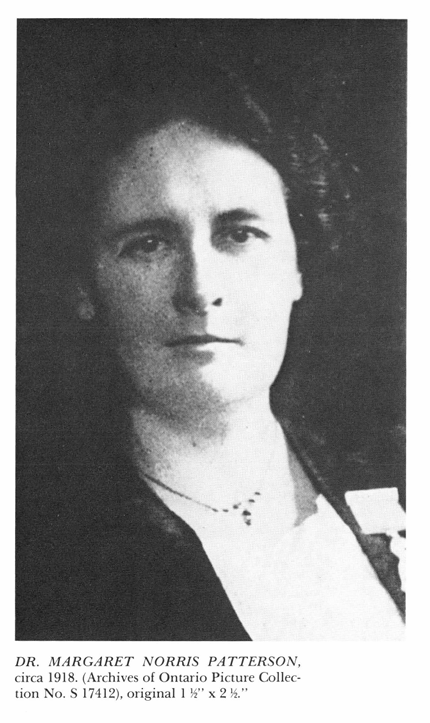 DR. MARGARET NORRIS PATTERSON,
circa 1918. (Archives of Ontario Picture Collec-
tion No. S 17412), original 1 ½" x 2 ½."